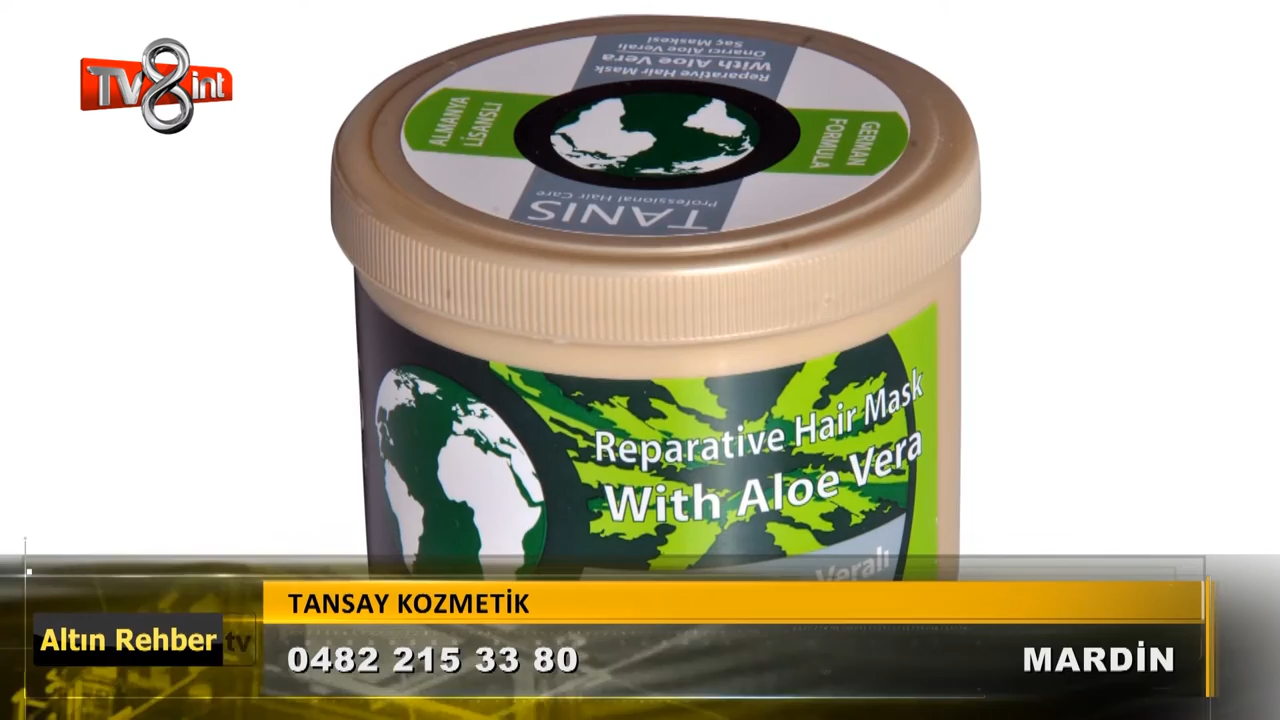 TV8int
Reparative Hair Mask
With Aloe Vera
Onarıcı Aloe Veralı
Saç Maskesi
ALMANYA
LİSANSLI
GERMAN
FORMULA
TANIS
Professional Hair Care
Reparative Hair Mask
With Aloe Vera
Veralı
TANSAY KOZMETİK
Altın Rehber tv
0482 215 33 80
MARDİN